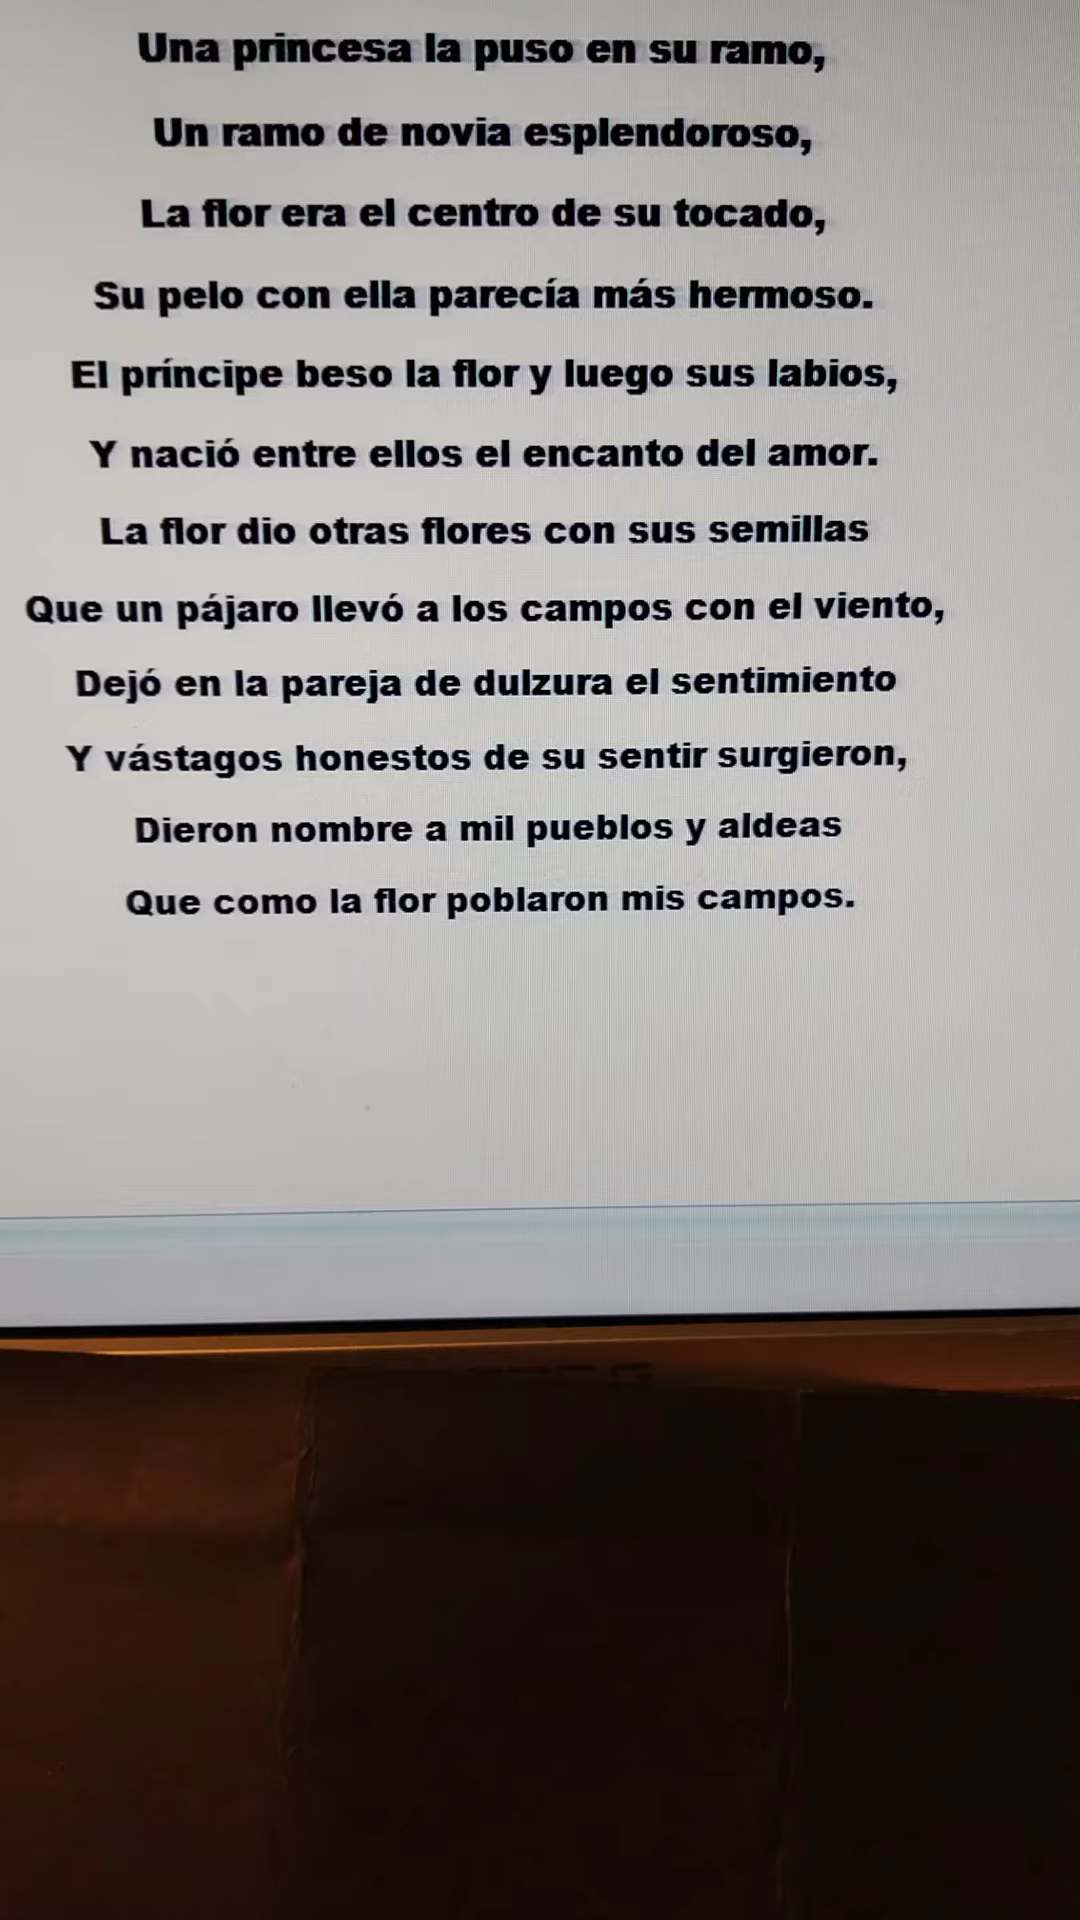 Una princesa la puso en su ramo,
Un ramo de novia esplendoroso,
La flor era el centro de su tocado,
Su pelo con ella parecía más hermoso.
El príncipe beso la flor y luego sus labios,
Y nació entre ellos el encanto del amor.
La flor dio otras flores con sus semillas
Que un pájaro llevó a los campos con el viento,
Dejó en la pareja de dulzura el sentimiento
Y vástagos honestos de su sentir surgieron,
Dieron nombre a mil pueblos y aldeas
Que como la flor poblaron mis campos.